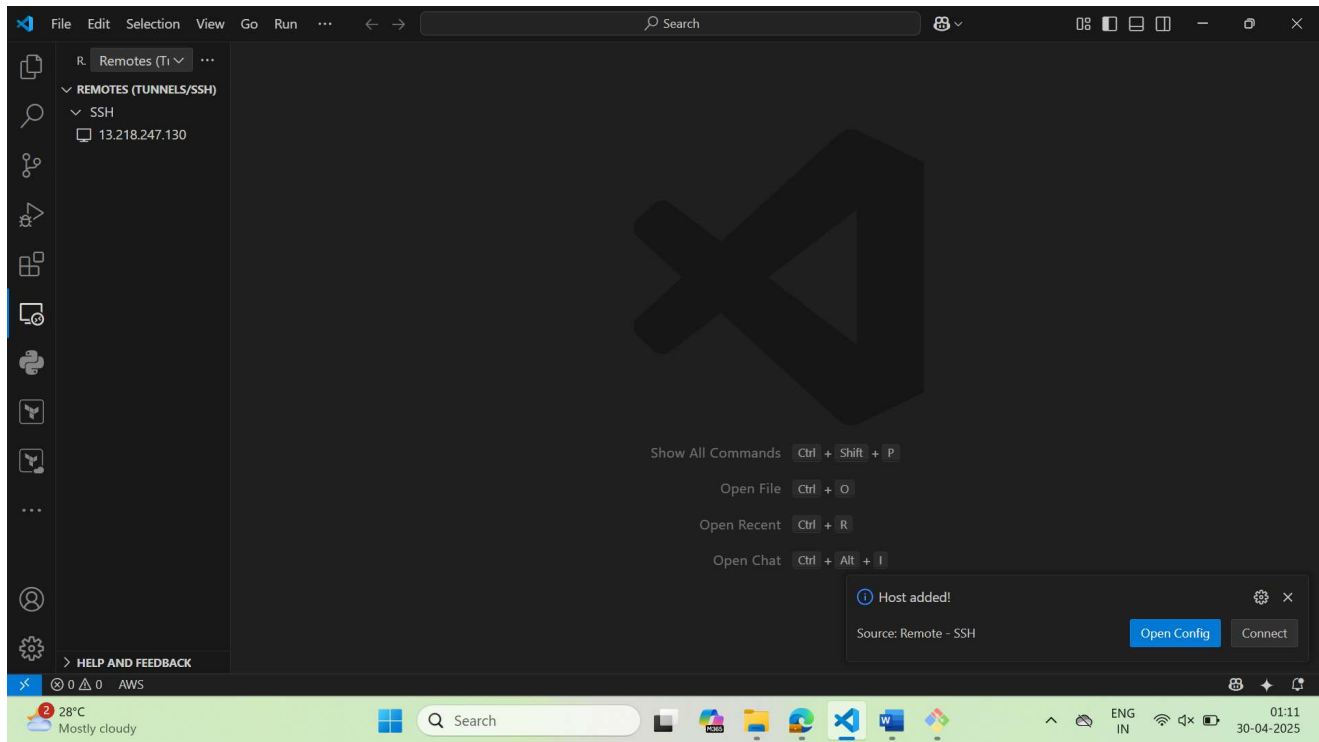 File Edit Selection View Go Run ··· Search
R. Remotes (Tu ···
REMOTES (TUNNELS/SSH)
SSH
13.218.247.130
Show All Commands Ctrl + Shift + P
Open File Ctrl + O
Open Recent Ctrl + R
Open Chat Ctrl + Alt + I
Host added!
Source: Remote - SSH Open Config Connect
HELP AND FEEDBACK
0 0 AWS
2 28°C
Mostly cloudy
Search
M365
W
ENG
IN
01:11
30-04-2025